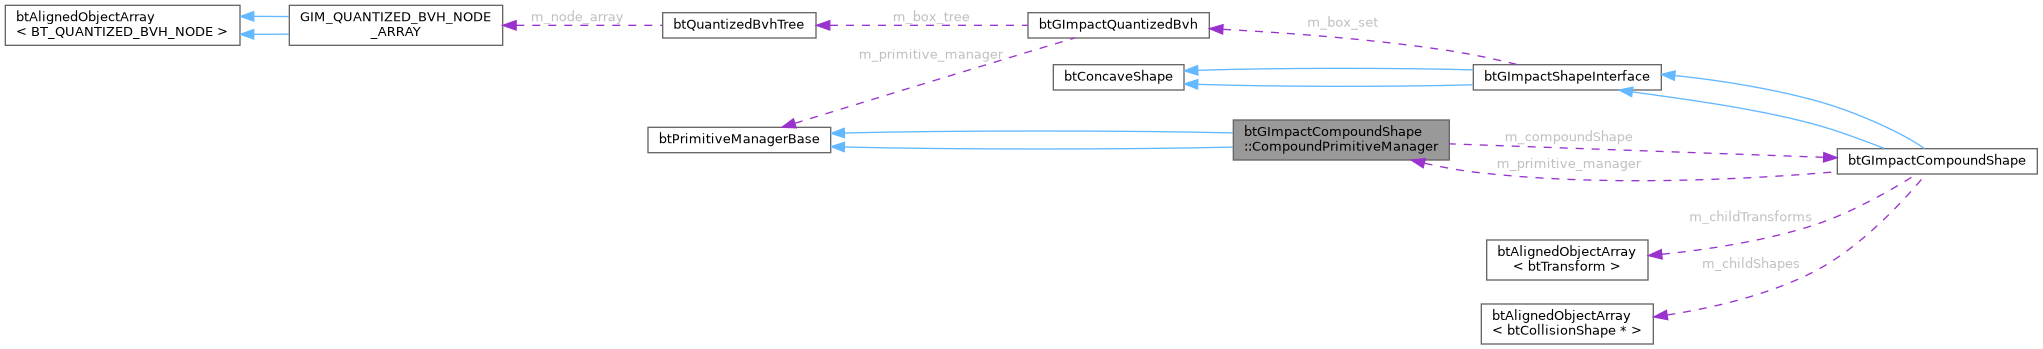 btAlignedObjectArray
< BT_QUANTIZED_BVH_NODE >
GIM_QUANTIZED_BVH_NODE
_ARRAY
m_node_array
btQuantizedBvhTree
m_box_tree
btGImpactQuantizedBvh
m_box_set
m_primitive_manager
btConcaveShape
btGImpactShapeInterface
btPrimitiveManagerBase
btGImpactCompoundShape
::CompoundPrimitiveManager
m_compoundShape
m_primitive_manager
btGImpactCompoundShape
m_childTransforms
btAlignedObjectArray
< btTransform >
m_childShapes
btAlignedObjectArray
< btCollisionShape * >